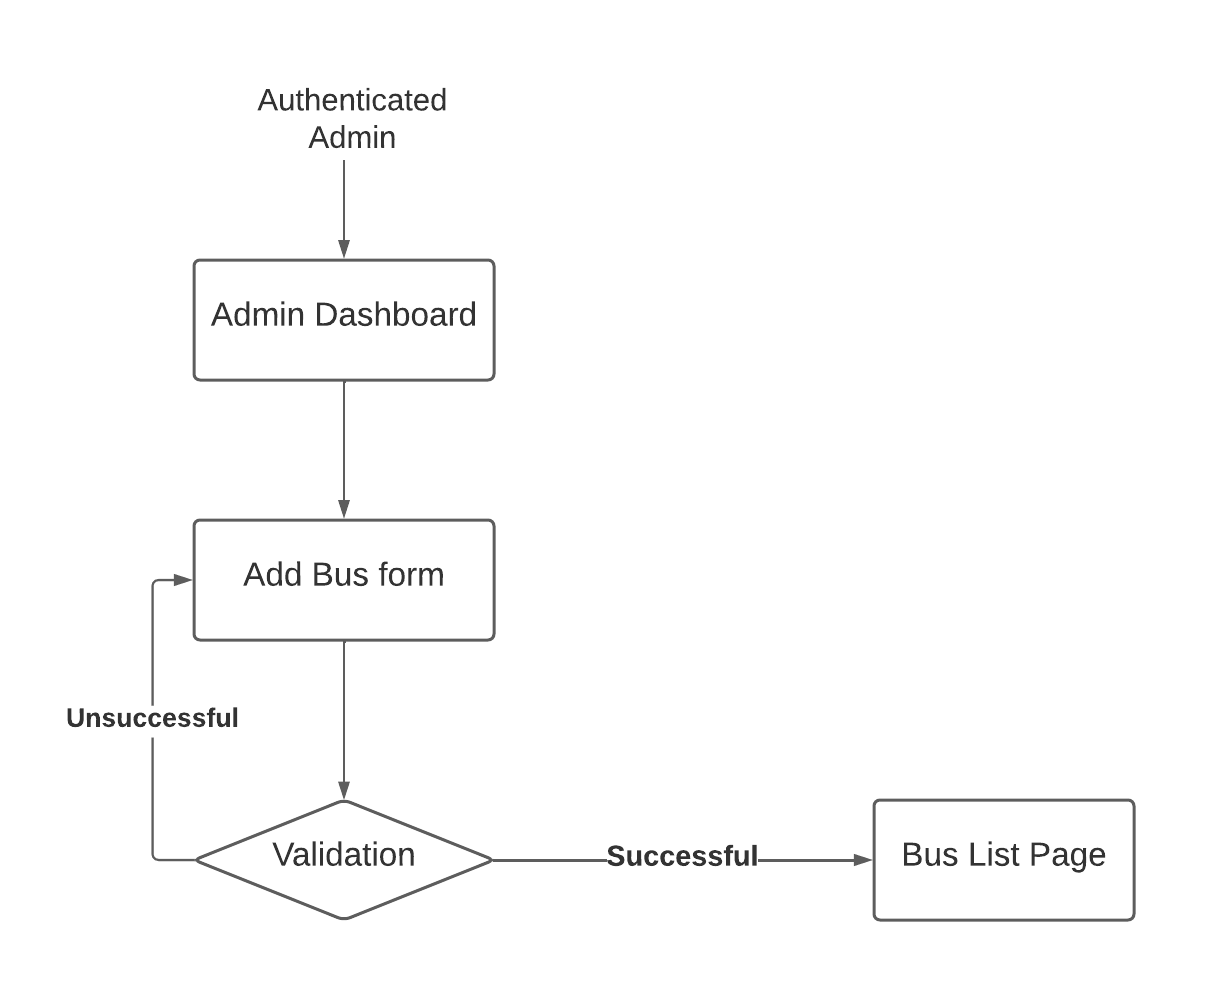 Authenticated
Admin
Admin Dashboard
Add Bus form
Unsuccessful
Validation
Successful
Bus List Page